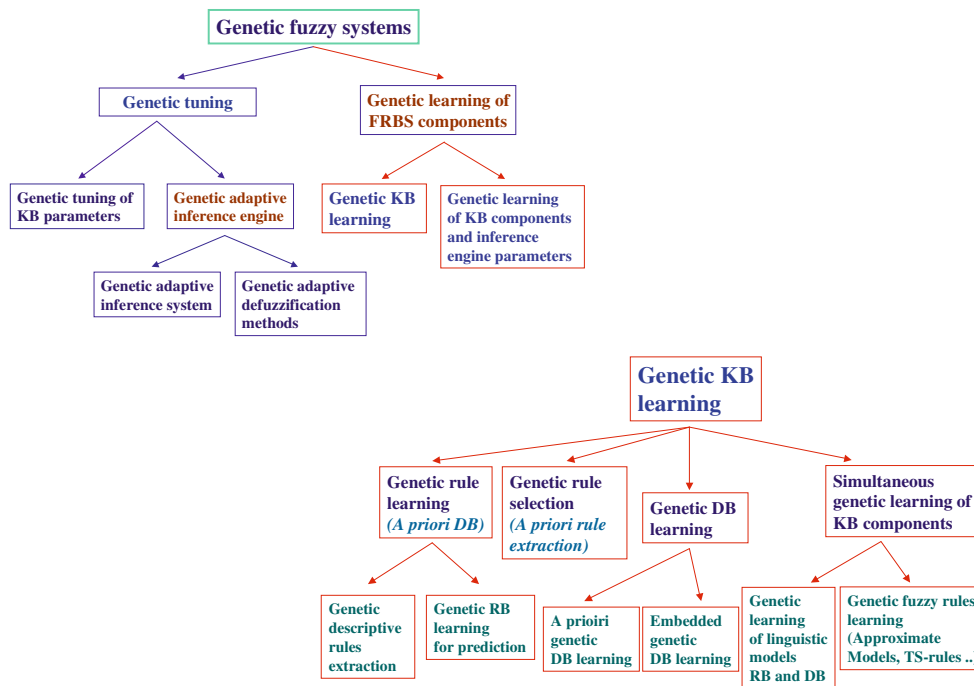 Genetic fuzzy systems
Genetic tuning
Genetic learning of
FRBS components
Genetic tuning of
KB parameters
Genetic adaptive
inference engine
Genetic KB
learning
Genetic learning
of KB components
and inference
engine parameters
Genetic adaptive
inference system
Genetic adaptive
defuzzification
methods
Genetic KB
learning
Genetic rule
learning
(A priori DB)
Genetic rule
selection
(A priori rule
extraction)
Genetic DB
learning
Simultaneous
genetic learning of
KB components
Genetic
descriptive
rules
extraction
Genetic RB
learning
for prediction
A prioiri
genetic
DB learning
Embedded
genetic
DB learning
Genetic
learning
of linguistic
models
RB and DB
Genetic fuzzy rules
learning
(Approximate
Models, TS-rules ..)